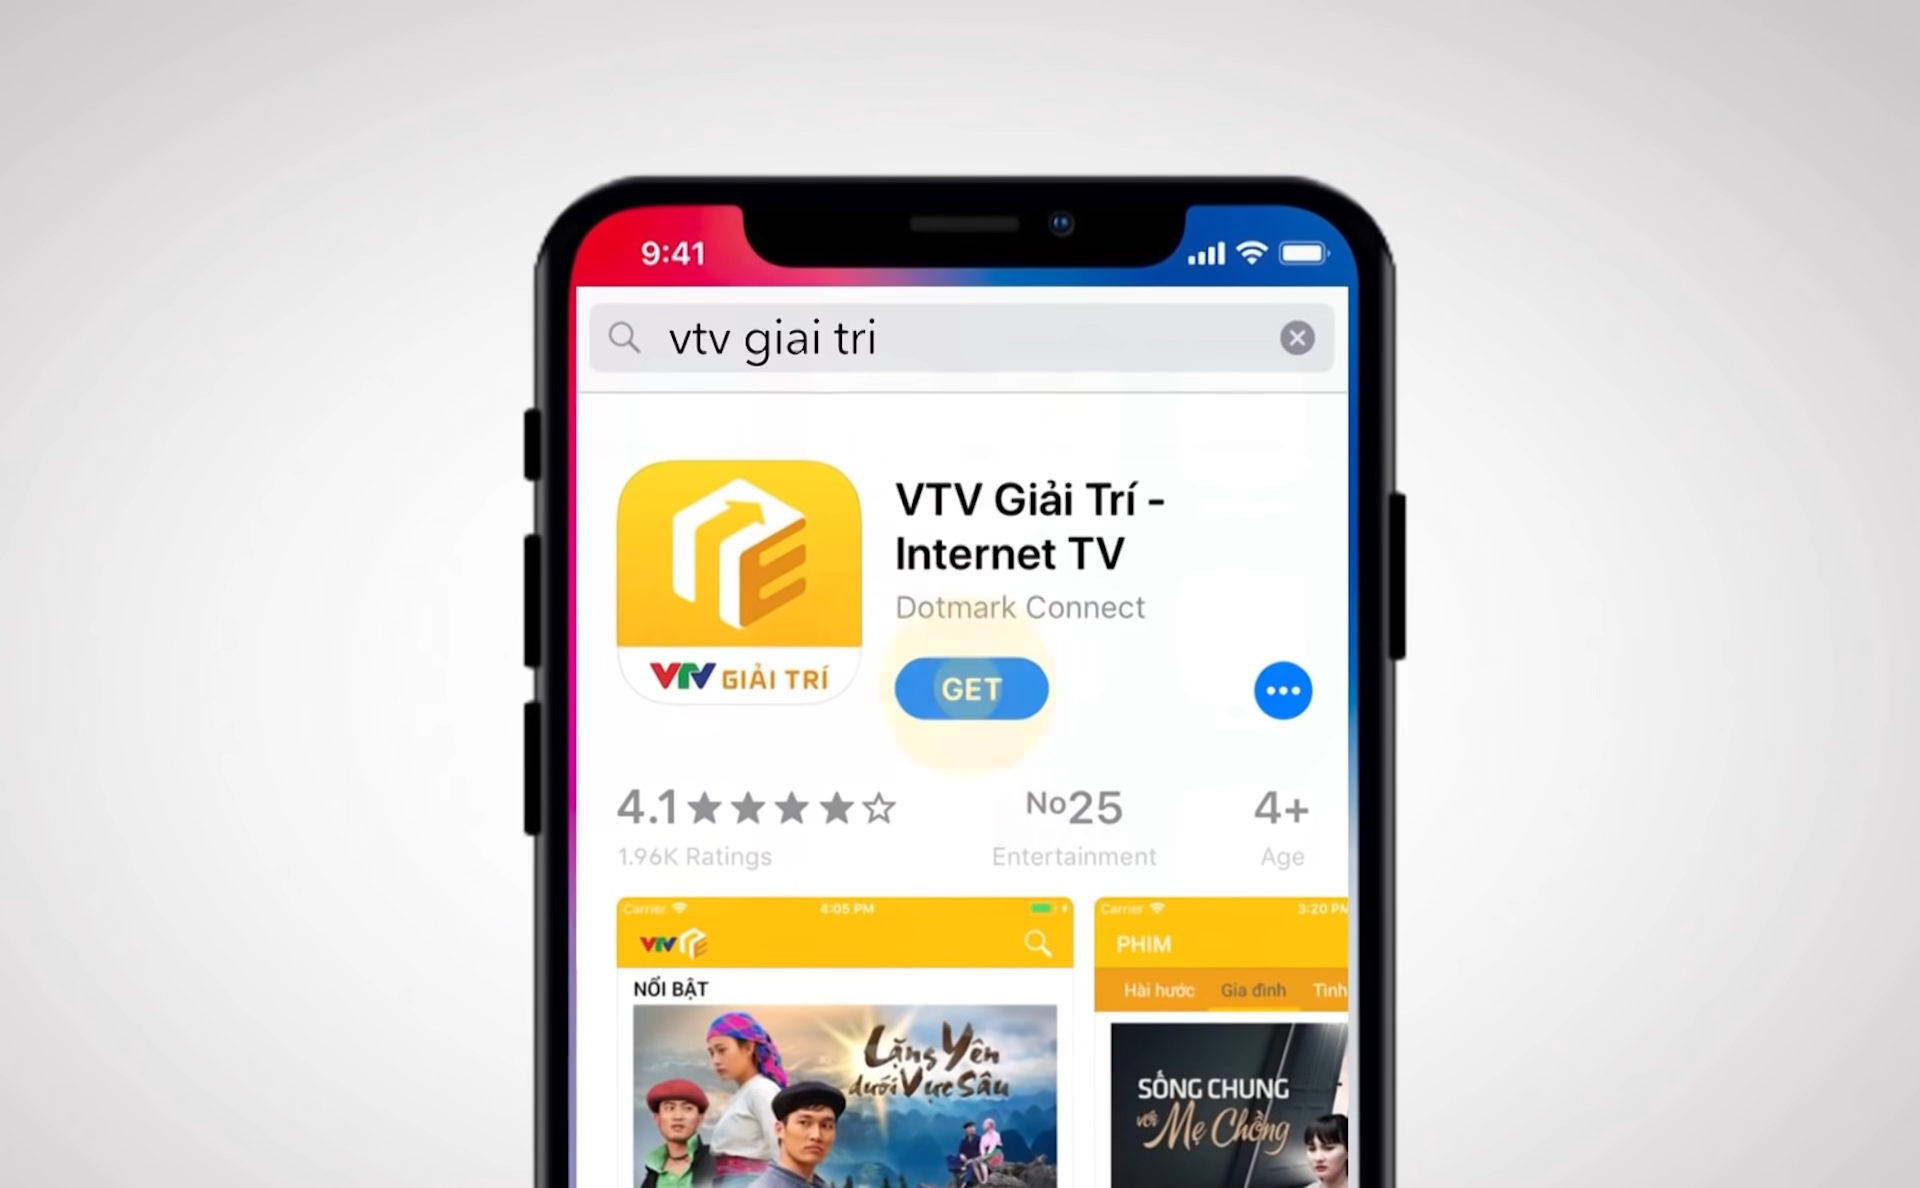 9:41
vtv giai tri
VTV Giải Trí -
Internet TV
Dotmark Connect
GET
VTV GIẢI TRÍ
4.1
No25
4+
1.96K Ratings
Entertainment
Age
Carrier
4:05 PM
VTV
NỔI BẬT
Lặng Yên
dưới Vực Sâu
Carrier
3:20 PM
PHIM
Hài hước
Gia đình
Tình
SỐNG CHUNG
với Mẹ Chồng